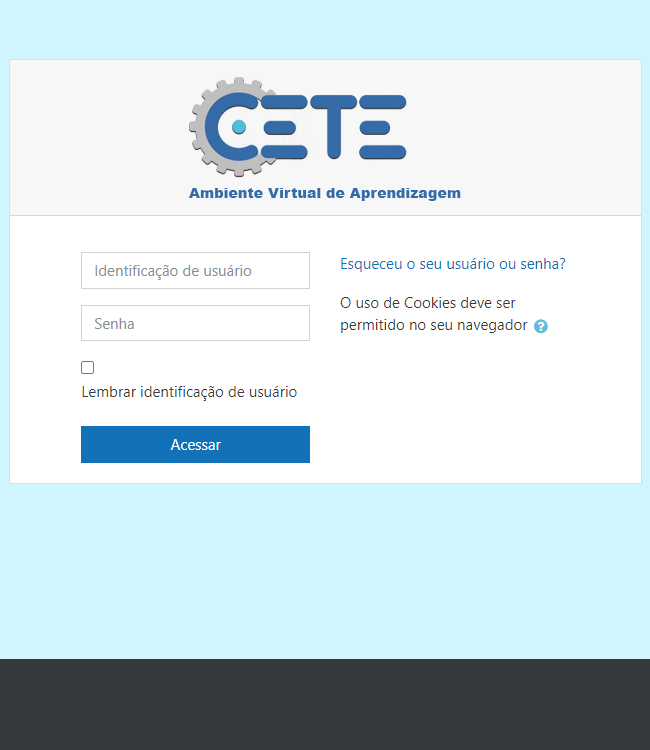 CETE
Ambiente Virtual de Aprendizagem
Identificação de usuário
Senha
Lembrar identificação de usuário
Acessar
Esqueceu o seu usuário ou senha?
O uso de Cookies deve ser
permitido no seu navegador ?